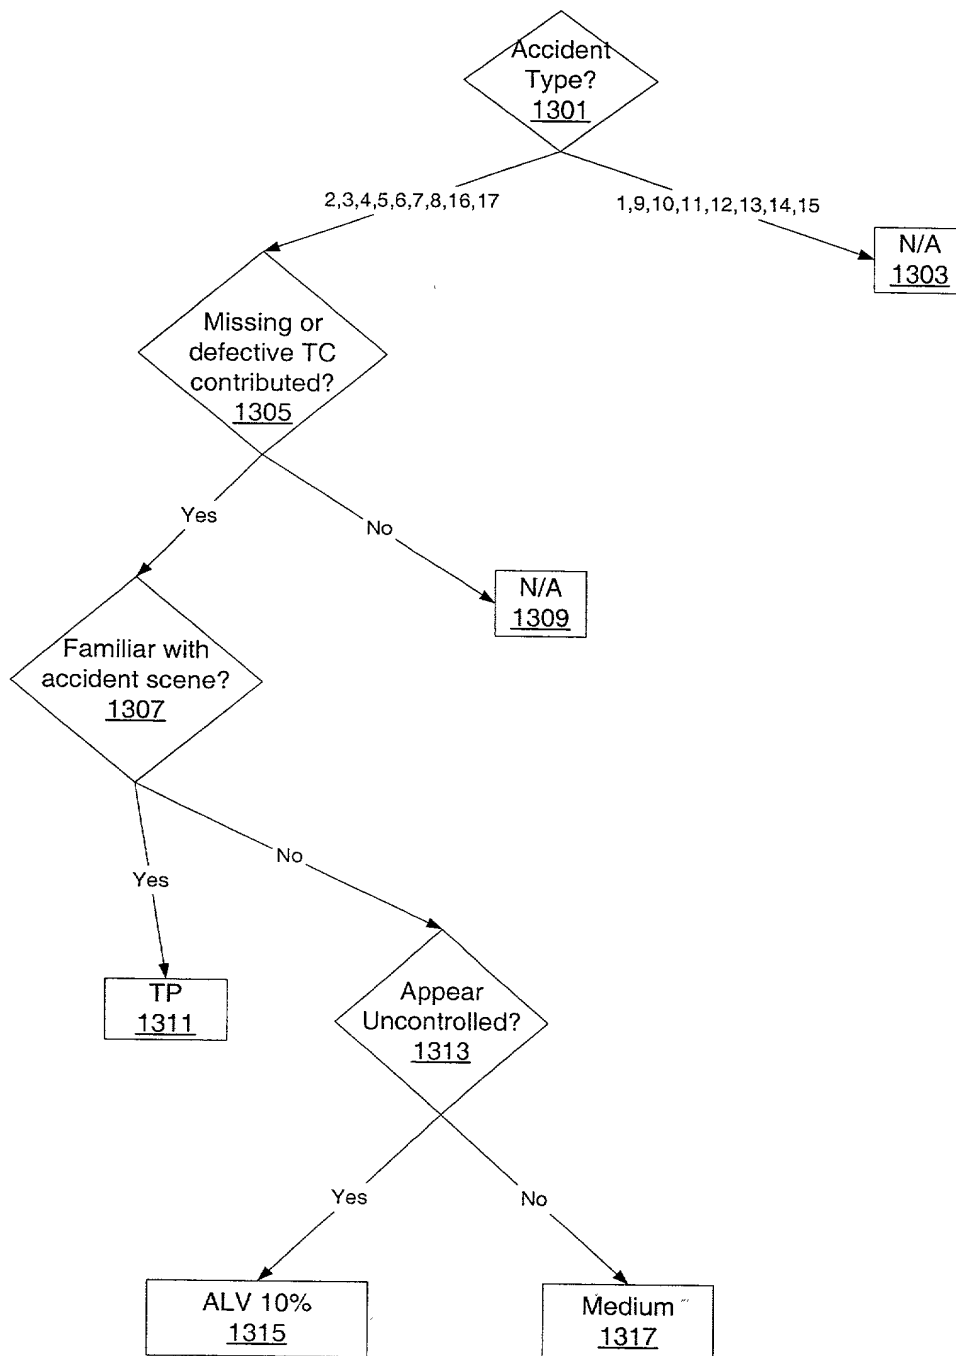 Accident
Type?
1301
2,3,4,5,6,7,8,16,17
1,9,10,11,12,13,14,15
N/A
1303
Missing or
defective TC
contributed?
1305
Yes
No
N/A
1309
Familiar with
accident scene?
1307
Yes
No
TP
1311
Appear
Uncontrolled?
1313
Yes
No
ALV 10%
1315
Medium
1317